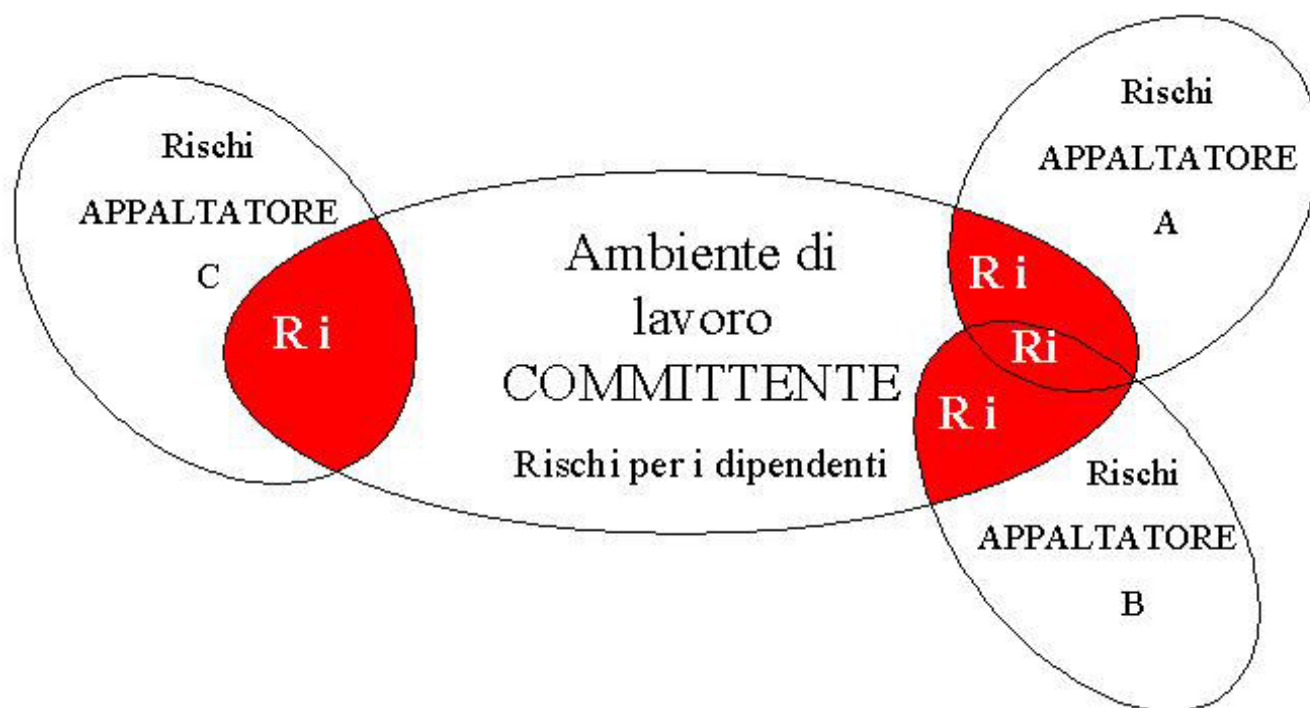 Rischi
APPALTATORE
C
R i
Ambiente di
lavoro
COMMITTENTE
Rischi per i dipendenti
Rischi
APPALTATORE
A
R i
Ri
R i
Rischi
APPALTATORE
B